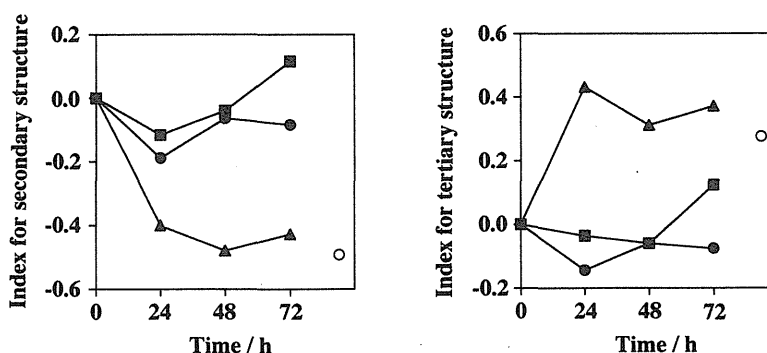 Index for secondary structure
0.2
0.0
-0.2
-0.4
-0.6
0 24 48 72
Time / h
Index for tertiary structure
0.6
0.4
0.2
0.0
-0.2
0 24 48 72
Time / h